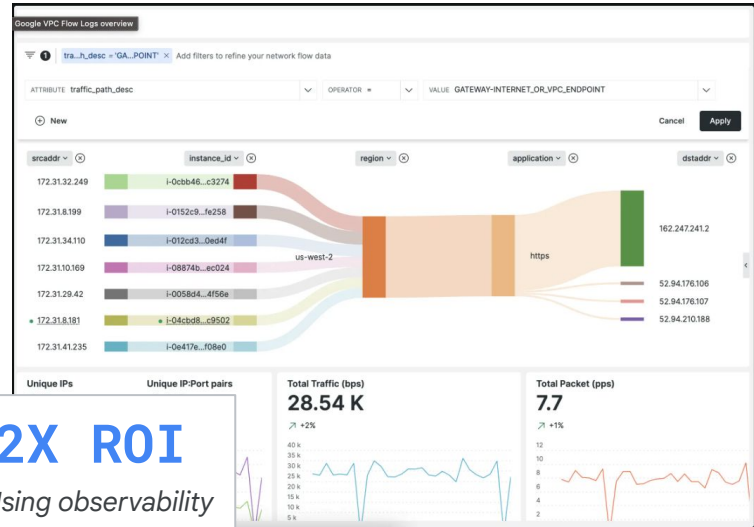 Google VPC Flow Logs overview
1 tra...h_desc = 'GA...POINT' × Add filters to refine your network flow data
ATTRIBUTE traffic_path_desc OPERATOR = VALUE GATEWAY-INTERNET_OR_VPC_ENDPOINT
New Cancel Apply
srcaddr instance_id region application dstaddr
172.31.32.249 i-0cbb46...c3274
172.31.8.199 i-0152c9...fe258
162.247.241.2
172.31.34.110 i-012cd3...0ed4f
us-west-2 https
172.31.10.169 i-08874b...ec024
52.94.176.106
172.31.29.42 i-0058d4...4f56e
52.94.176.107
172.31.8.181 i-04cbd8...c9502
52.94.210.188
172.31.41.235 i-0e417e...f08e0
Unique IPs Unique IP:Port pairs Total Traffic (bps) Total Packet (pps)
28.54 K 7.7
+2% +1%
40 k
35 k
30 k
25 k
20 k
15 k
10 k
5 k
12
10
8
6
4
2
2X ROI
Using observability